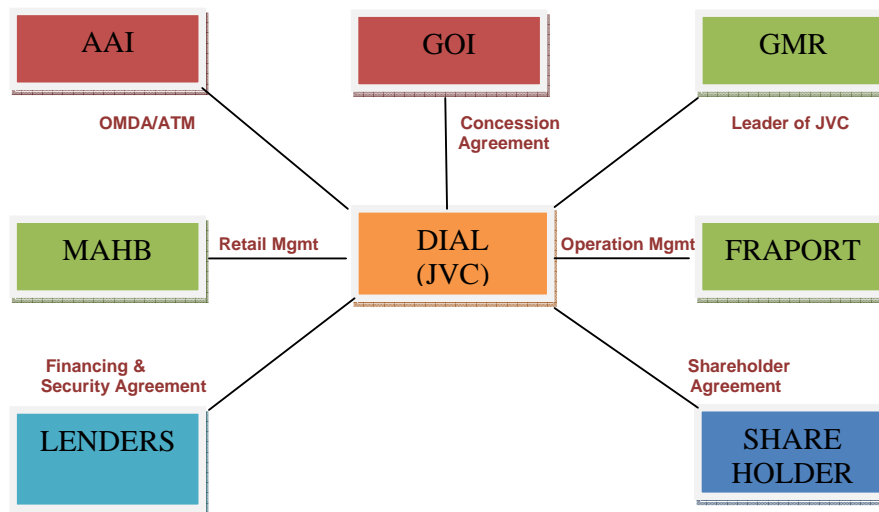 AAI
GOI
GMR
OMDA/ATM
Concession
Agreement
Leader of JVC
MAHB
Retail Mgmt
DIAL
(JVC)
Operation Mgmt
FRAPORT
Financing &
Security Agreement
Shareholder
Agreement
LENDERS
SHARE
HOLDER